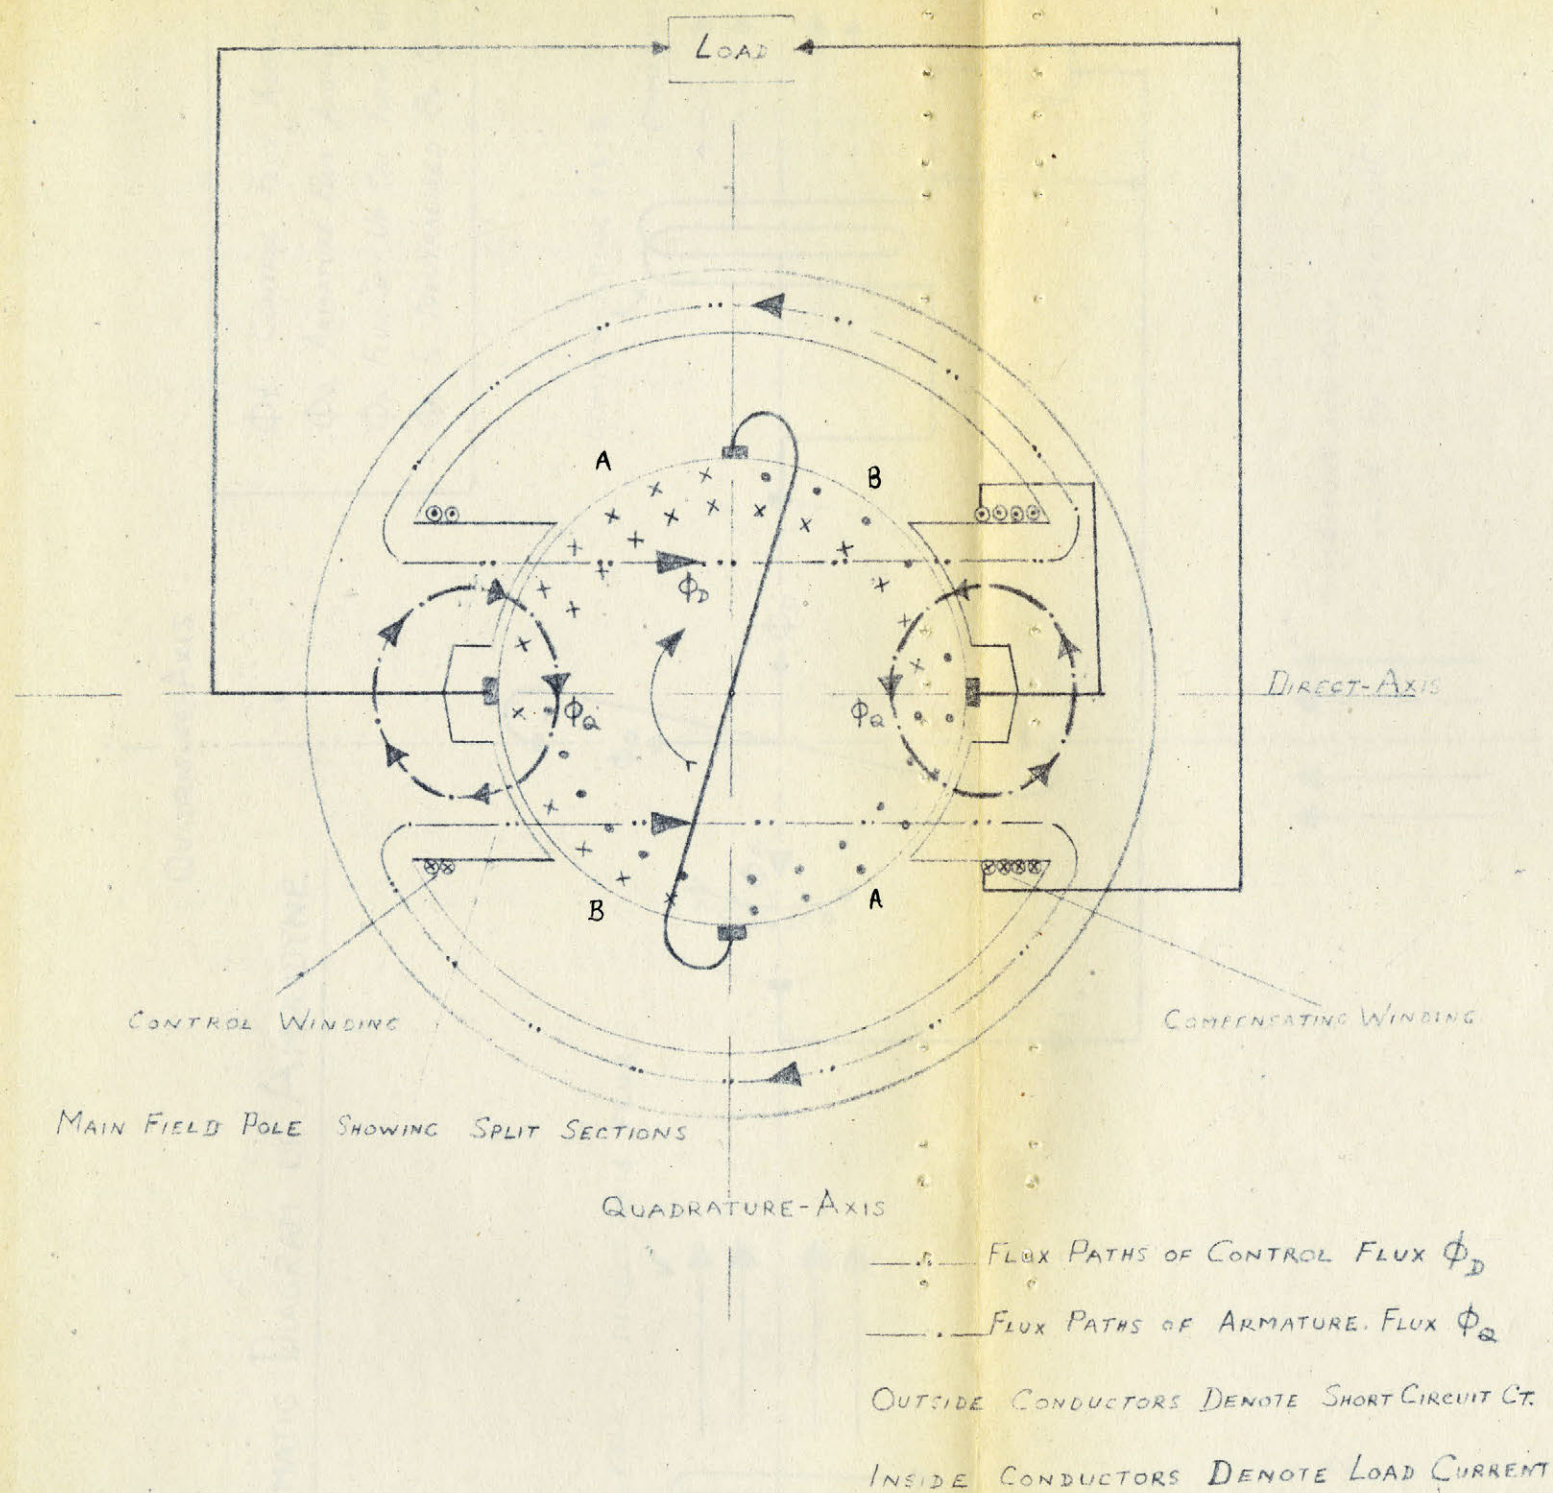 LOAD
A
B
ΦD
ΦQ
ΦQ
DIRECT-AXIS
B
A
CONTROL WINDING
COMPENSATING WINDING
MAIN FIELD POLE SHOWING SPLIT SECTIONS
QUADRATURE-AXIS
FLUX PATHS OF CONTROL FLUX ΦD
FLUX PATHS OF ARMATURE. FLUX ΦQ
OUTSIDE CONDUCTORS DENOTE SHORT CIRCUIT CT.
INSIDE CONDUCTORS DENOTE LOAD CURRENT